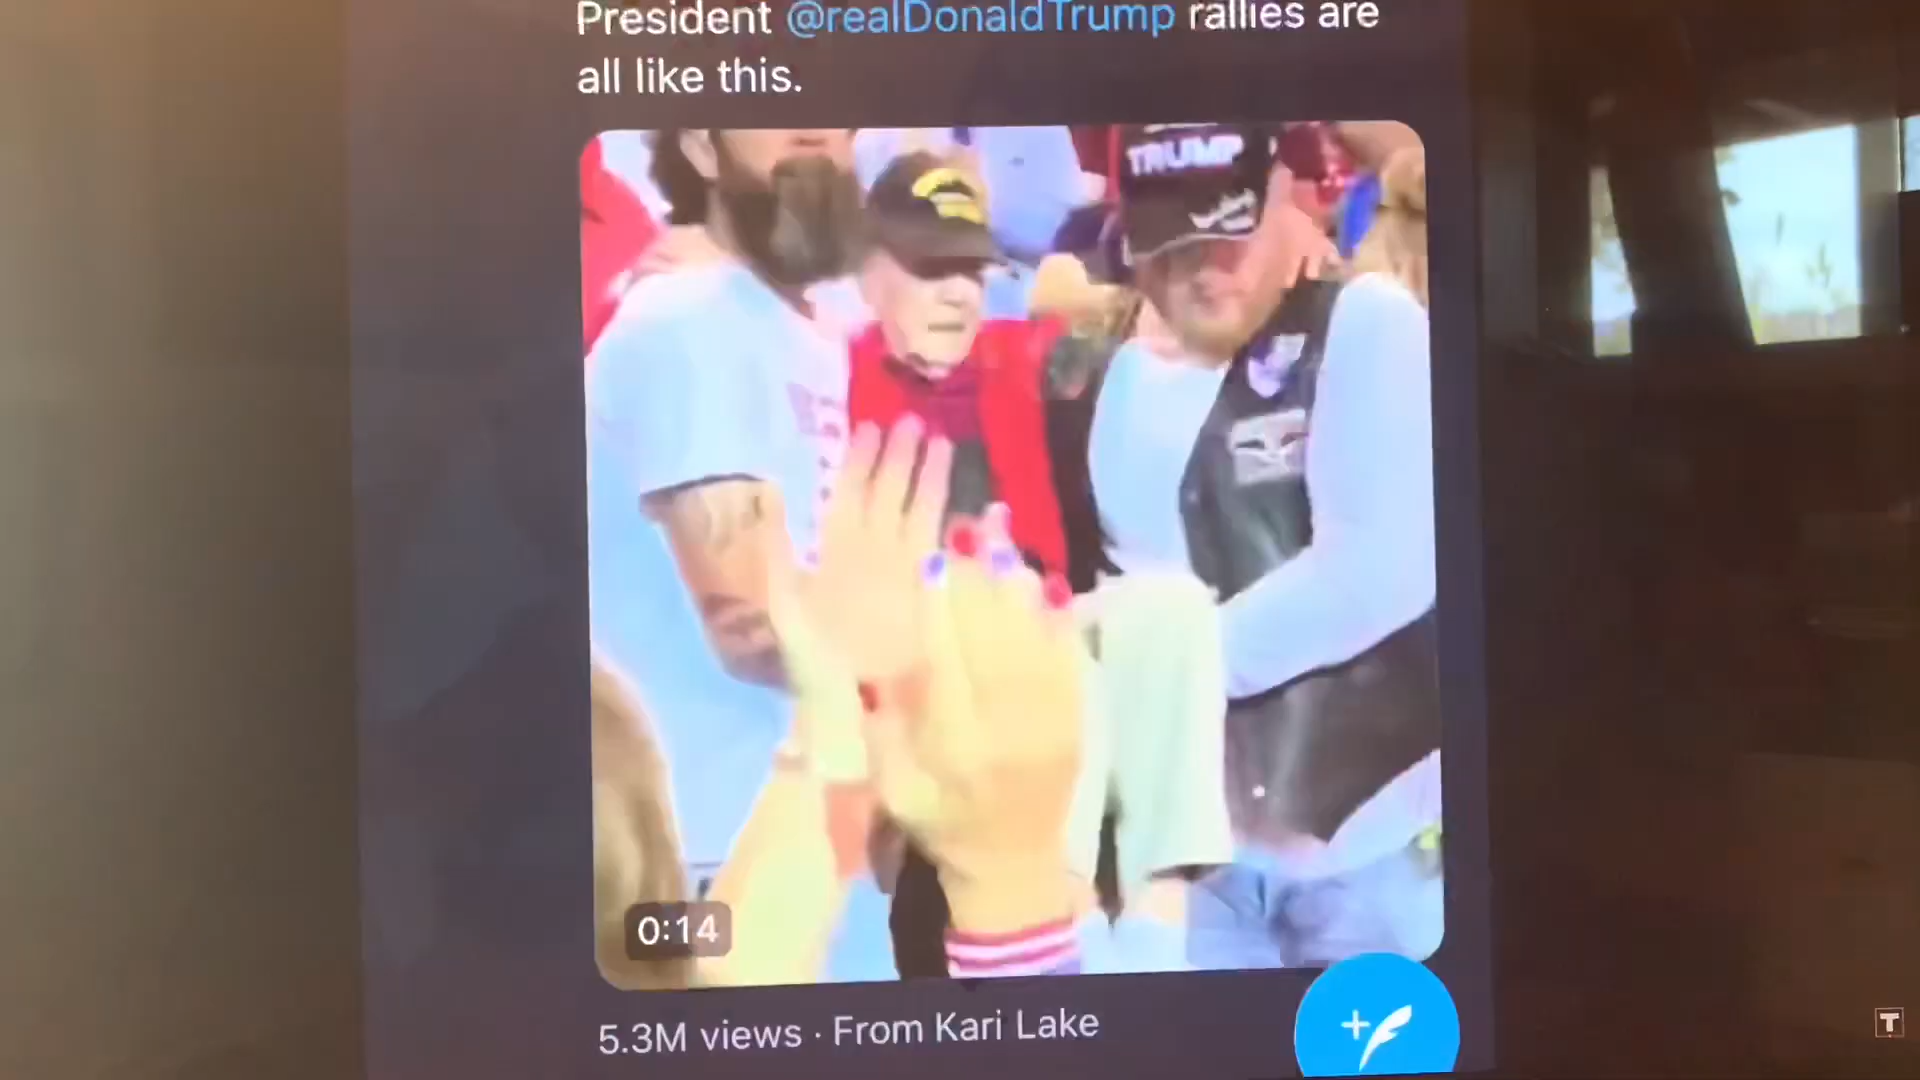 President @realDonaldTrump rallies are
all like this.
TRUMP
0:14
5.3M views · From Kari Lake
T